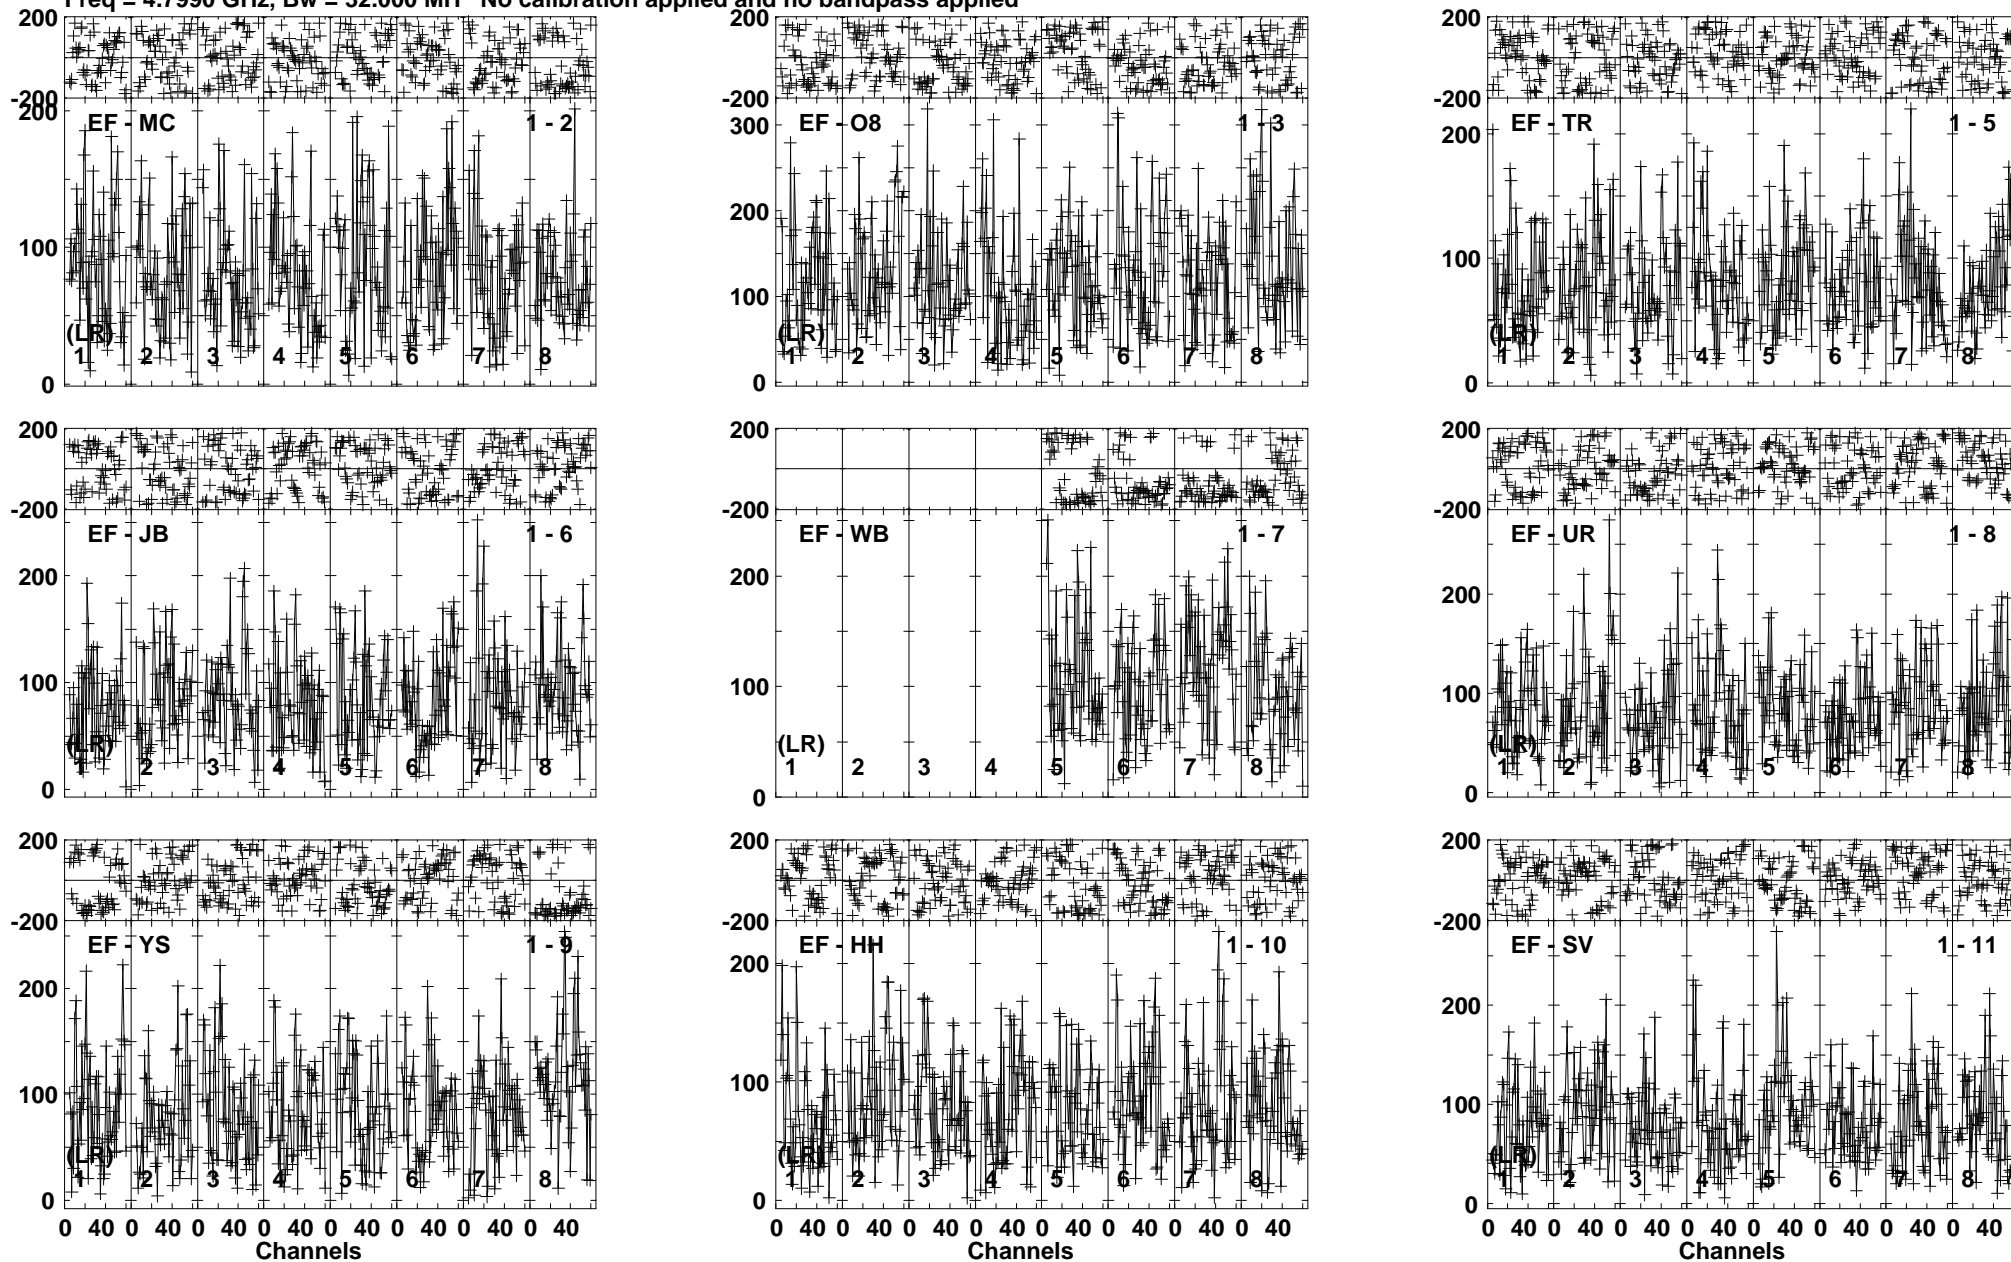 Freq = 4.7990 GHz, Bw = 32.000 MH No calibration applied and no bandpass applied
200 200 200
-200 -200 -200
EF - MC 1 - 2 EF - O8 1 - 3 EF - TR 1 - 5
200 300 200
100 200 100
0 100 0
0
(LR) (LR) (LR)
1 2 3 4 5 6 7 8 1 2 3 4 5 6 7 8 1 2 3 4 5 6 7 8
200 200 200
-200 -200 -200
EF - JB 1 - 6 EF - WB 1 - 7 EF - UR 1 - 8
200 200 200
100 100 100
(LR) (LR) (LR)
1 2 3 4 5 6 7 8 1 2 3 4 5 6 7 8 1 2 3 4 5 6 7 8
0 0 0
200 200 200
-200 -200 -200
EF - YS 1 - 9 EF - HH 1 - 10 EF - SV 1 - 11
200 200 200
100 100 100
(LR) (LR) (LR)
1 2 3 4 5 6 7 8 1 2 3 4 5 6 7 8 1 2 3 4 5 6 7 8
0 0 0
0 40 0 40 0 40 0 40 0 40 0 40 0 40 0 40 0 40 0 40 0 40 0 40 0 40 0 40 0 40 0 40 0 40 0 40 0 40 0 40 0 40 0 40 0 40 0 40
Channels Channels Channels